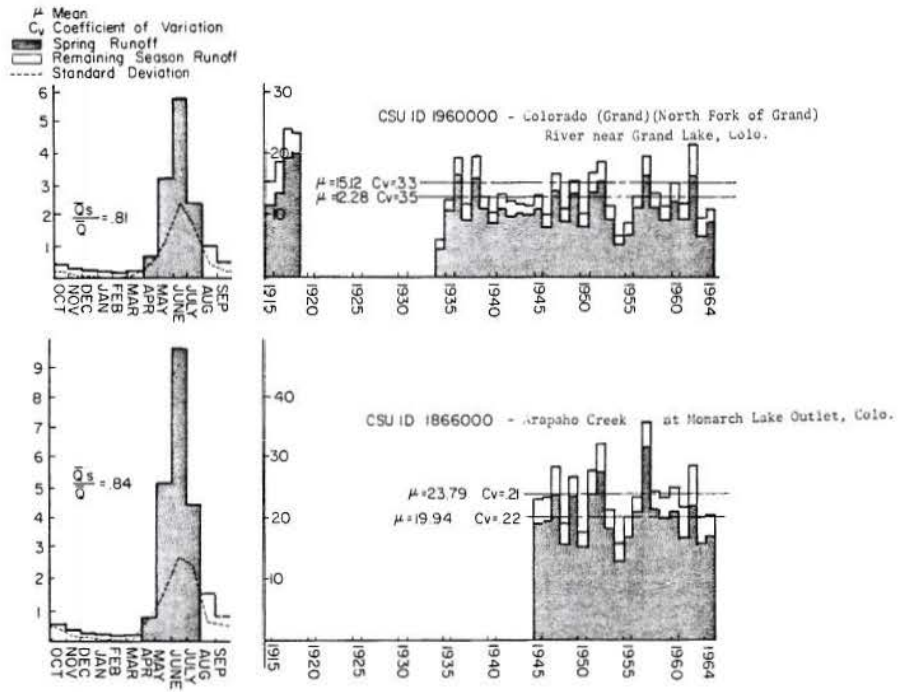 μ Mean
Cv Coefficient of Variation
Spring Runoff
Remaining Season Runoff
Standard Deviation
6
5
4
3
2
1
Q̄s/Q̄ = .81
OCT
NOV
DEC
JAN
FEB
MAR
APR
MAY
JUNE
JULY
AUG
SEP
30
20
10
CSU ID 1960000 - Colorado (Grand)(North Fork of Grand)
River near Grand Lake, Colo.
μ=15.12 Cv=.33
μ=12.28 Cv=.35
1915
1920
1925
1930
1935
1940
1945
1950
1955
1960
1964
9
8
7
6
5
4
3
2
1
Q̄s/Q̄ = .84
OCT
NOV
DEC
JAN
FEB
MAR
APR
MAY
JUNE
JULY
AUG
SEP
40
30
20
10
CSU ID 1866000 - Arapaho Creek at Monarch Lake Outlet, Colo.
μ=23.79 Cv=.21
μ=19.94 Cv=.22
1915
1920
1925
1930
1935
1940
1945
1950
1955
1960
1964